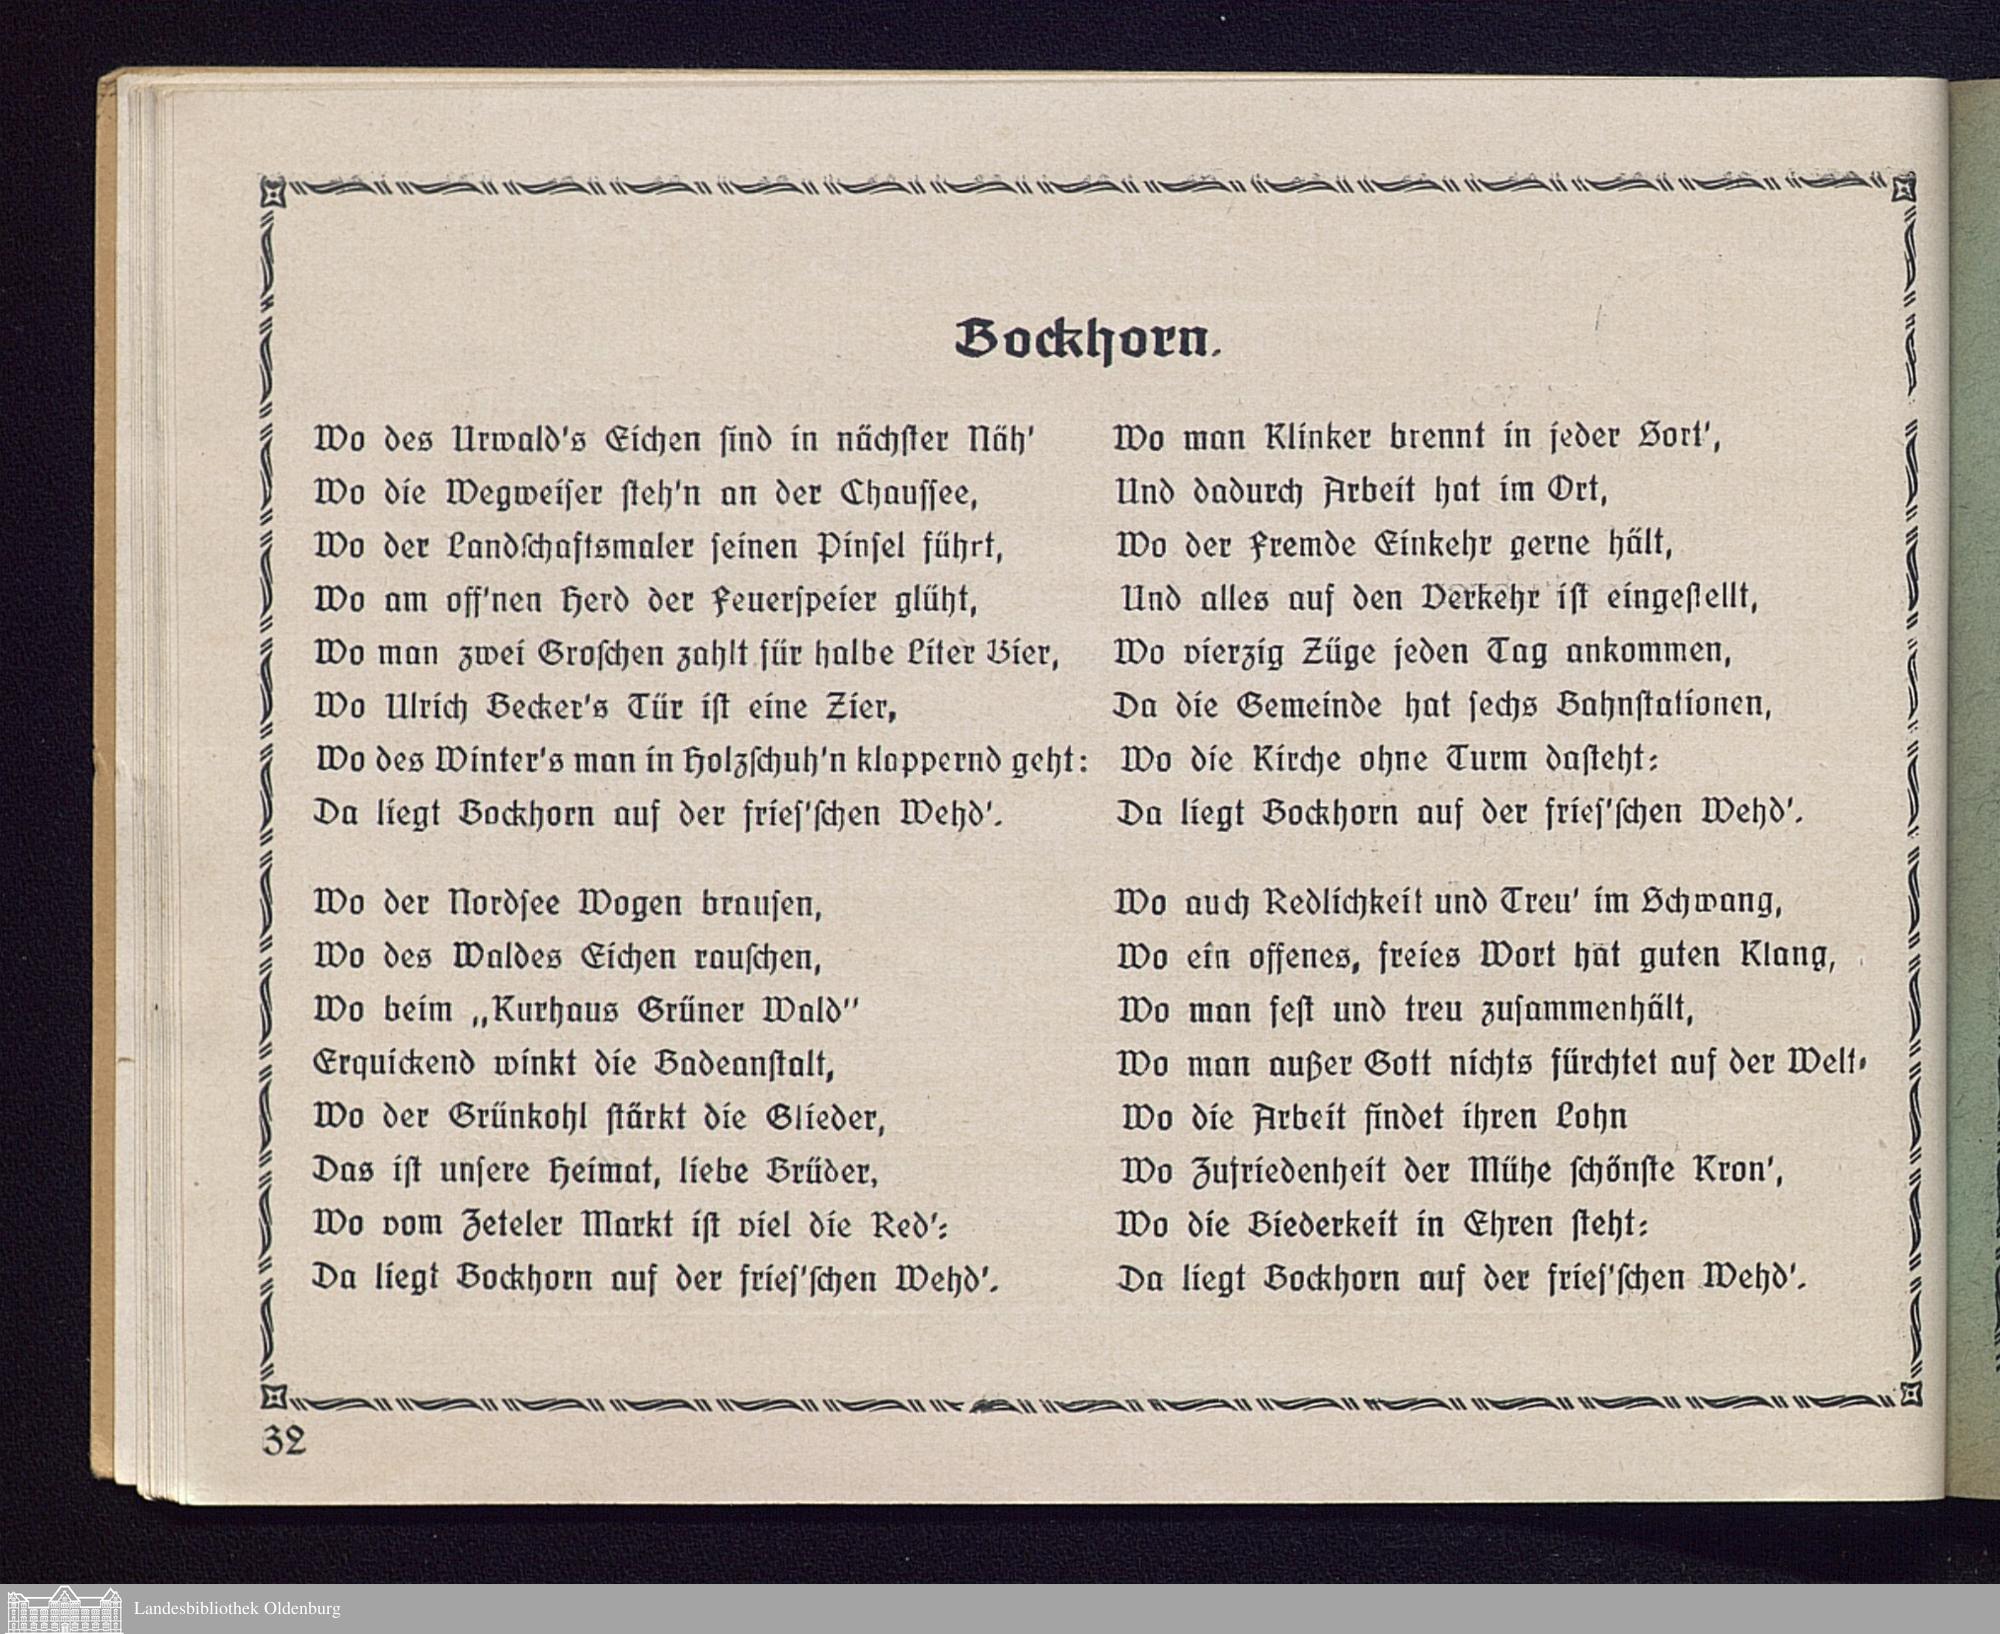 Bockhorn.
Wo des Urwald's Eichen sind in nächster Näh'
Wo die Wegweiser steh'n an der Chaussee,
Wo der Landschaftsmaler seinen Pinsel führt,
Wo am off'nen Herd der Feuerspeier glüht,
Wo man zwei Groschen zahlt für halbe Liter Bier,
Wo Ulrich Becker's Tür ist eine Zier,
Wo des Winter's man in Holzschuh'n klappernd geht:
Da liegt Bockhorn auf der fries'schen Wehd'.
Wo der Nordsee Wogen brausen,
Wo des Waldes Eichen rauschen,
Wo beim „Kurhaus Grüner Wald"
Erquickend winkt die Badeanstalt,
Wo der Grünkohl stärkt die Glieder,
Das ist unsere Heimat, liebe Brüder,
Wo vom Zeteler Markt ist viel die Red':
Da liegt Bockhorn auf der fries'schen Wehd'.
Wo man Klinker brennt in jeder Sort',
Und dadurch Arbeit hat im Ort,
Wo der Fremde Einkehr gerne hält,
Und alles auf den Verkehr ist eingestellt,
Wo vierzig Züge jeden Tag ankommen,
Da die Gemeinde hat sechs Bahnstationen,
Wo die Kirche ohne Turm dasteht:
Da liegt Bockhorn auf der fries'schen Wehd'.
Wo auch Redlichkeit und Treu' im Schwang,
Wo ein offenes, freies Wort hat guten Klang,
Wo man fest und treu zusammenhält,
Wo man außer Gott nichts fürchtet auf der Welt,
Wo die Arbeit findet ihren Lohn
Wo Zufriedenheit der Mühe schönste Kron',
Wo die Biederkeit in Ehren steht:
Da liegt Bockhorn auf der fries'schen Wehd'.
32
Landesbibliothek Oldenburg